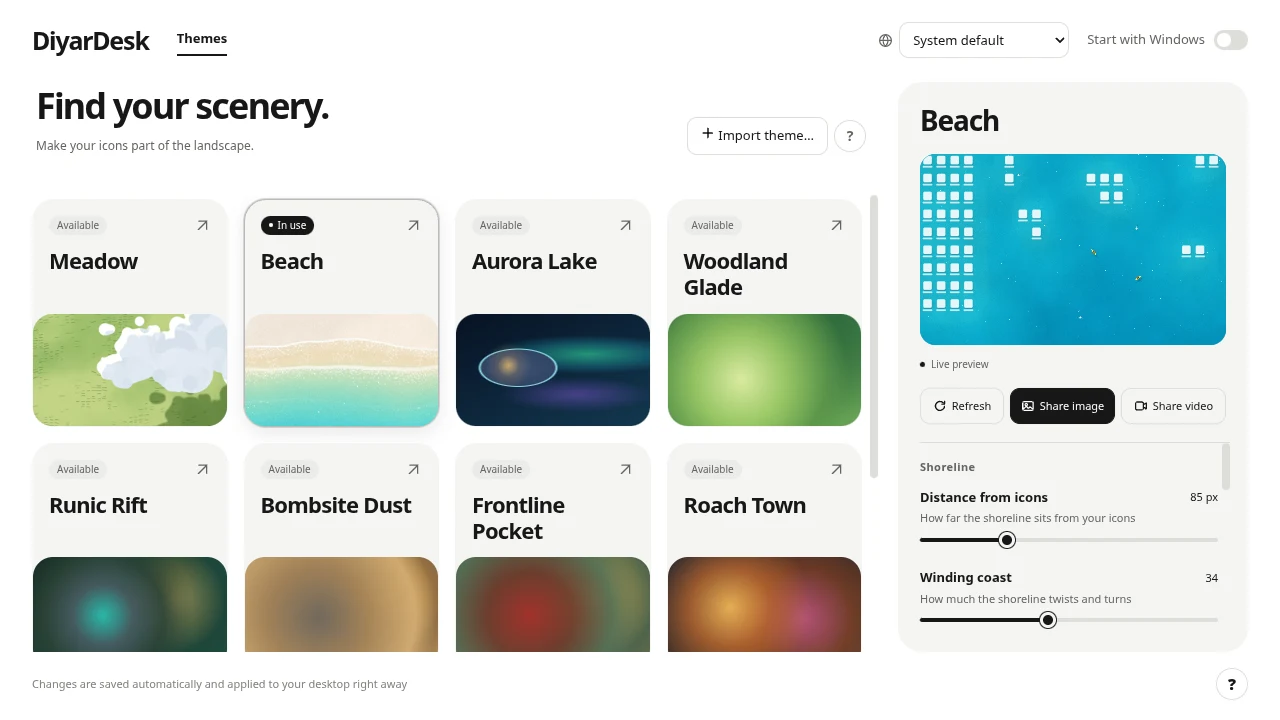 DiyarDesk
Themes
System default
Start with Windows
Find your scenery.
Make your icons part of the landscape.
+ Import theme...
?
Available
Meadow
In use
Beach
Available
Aurora Lake
Available
Woodland
Glade
Available
Runic Rift
Available
Bombsite Dust
Available
Frontline
Pocket
Available
Roach Town
Beach
Live preview
Refresh
Share image
Share video
Shoreline
Distance from icons
85 px
How far the shoreline sits from your icons
Winding coast
34
How much the shoreline twists and turns
Changes are saved automatically and applied to your desktop right away
?